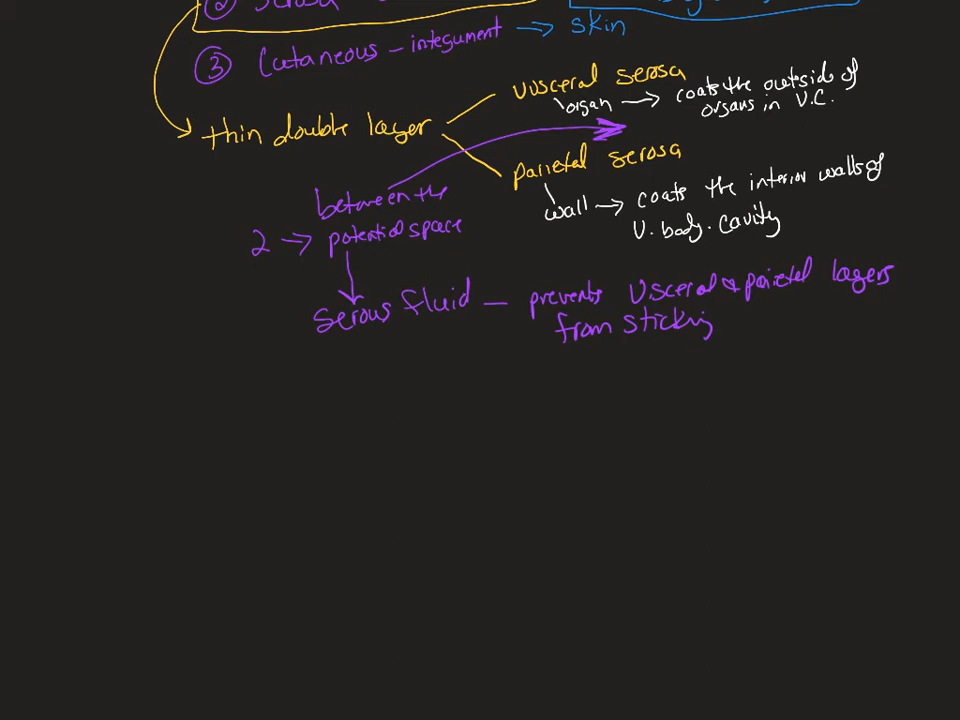 ② Serosa
③ Cutaneous - integument → skin
thin double layer
visceral serosa
organ → coats the outside of
organs in V.C.
parietal serosa
wall → coats the interior walls of
V. body. cavity
between the
2 → potential space
serous fluid — prevents visceral & parietal layers
from sticking